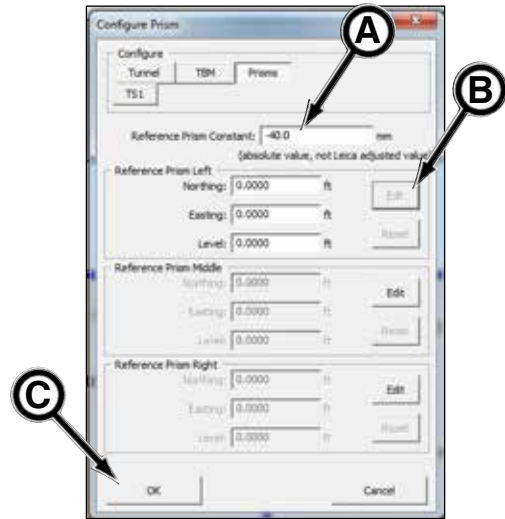 Configure Prism
A
Configure
Tunnel TBM Prisms
TS1
B
Reference Prism Constant: -40.0 mm
(absolute value, not Leica adjusted value
Reference Prism Left
Northing: 0.0000 ft Edit
Easting: 0.0000 ft
Level: 0.0000 ft Reset
Reference Prism Middle
Northing: 0.0000 ft Edit
Easting: 0.0000 ft
Level: 0.0000 ft Reset
Reference Prism Right
Northing: 0.0000 ft Edit
Easting: 0.0000 ft
Level: 0.0000 ft Reset
C
OK Cancel